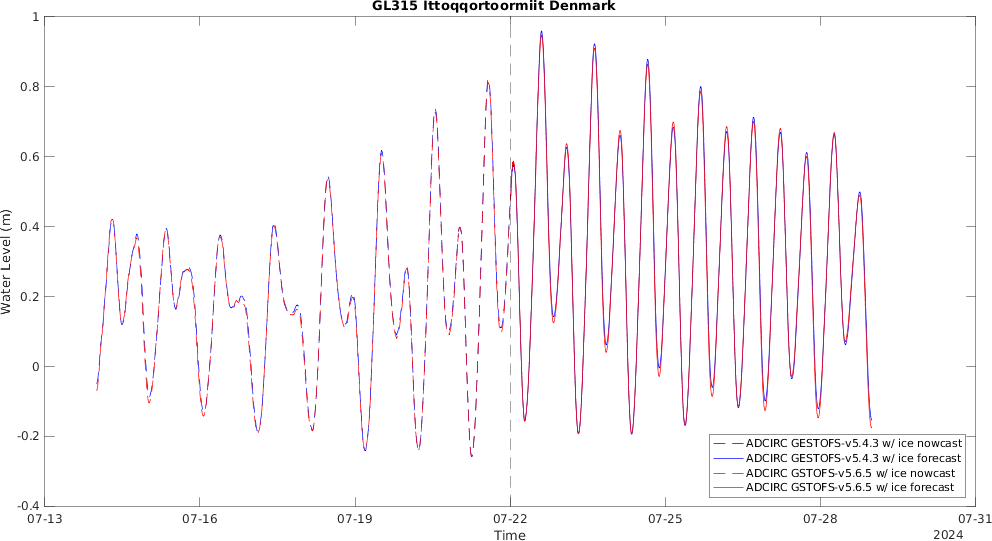 GL315 Ittoqqortoormiit Denmark
1
0.8
0.6
0.4
0.2
0
-0.2
-0.4
Water Level (m)
ADCIRC GESTOFS-v5.4.3 w/ ice nowcast
ADCIRC GESTOFS-v5.4.3 w/ ice forecast
ADCIRC GSTOFS-v5.6.5 w/ ice nowcast
ADCIRC GSTOFS-v5.6.5 w/ ice forecast
07-13 07-16 07-19 07-22 07-25 07-28 07-31
Time
2024